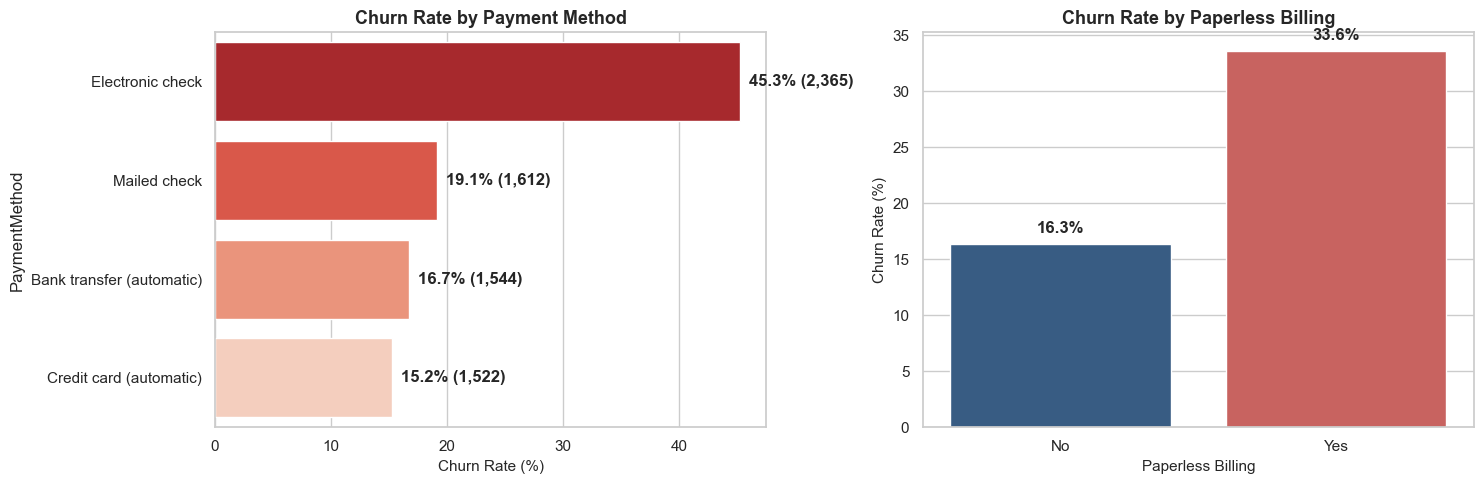 Churn Rate by Payment Method
PaymentMethod
Electronic check
45.3% (2,365)
Mailed check
19.1% (1,612)
Bank transfer (automatic)
16.7% (1,544)
Credit card (automatic)
15.2% (1,522)
0 10 20 30 40
Churn Rate (%)
Churn Rate by Paperless Billing
Churn Rate (%)
35
30
25
20
15
10
5
0
16.3%
33.6%
No Yes
Paperless Billing